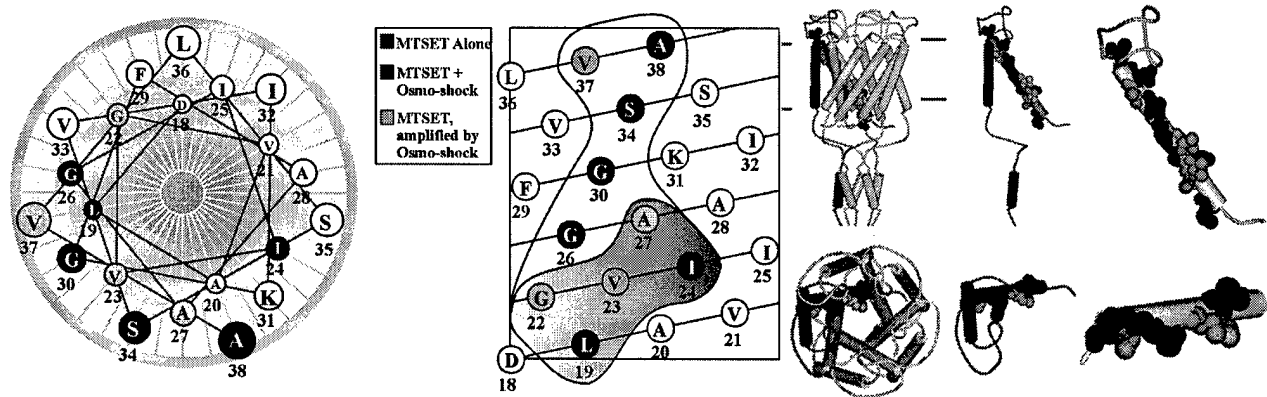 L
36
F
29
I
25
I
32
D
18
G
22
V
33
V
21
G
26
A
28
L
19
V
37
S
35
G
30
I
24
V
23
A
20
K
31
A
27
S
34
A
38
MTSET Alone
MTSET +
Osmo-shock
MTSET,
amplified by
Osmo-shock
A
38
V
37
L
36
S
35
S
34
V
33
I
32
K
31
G
30
F
29
A
28
A
27
G
26
I
25
I
24
V
23
G
22
V
21
A
20
L
19
D
18